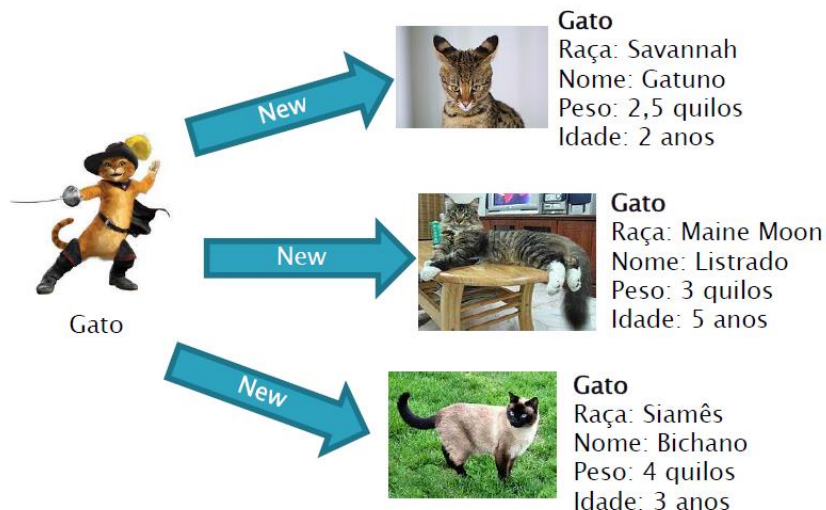 New
Gato
Raça: Savannah
Nome: Gatuno
Peso: 2,5 quilos
Idade: 2 anos
Gato
New
Gato
Raça: Maine Moon
Nome: Listrado
Peso: 3 quilos
Idade: 5 anos
New
Gato
Raça: Siamês
Nome: Bichano
Peso: 4 quilos
Idade: 3 anos